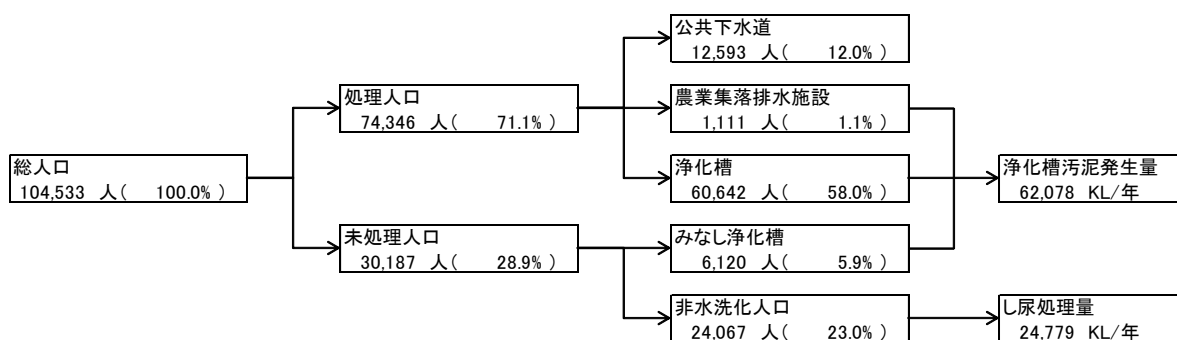 総人口
104,533 人( 100.0% )
処理人口
74,346 人( 71.1% )
未処理人口
30,187 人( 28.9% )
公共下水道
12,593 人( 12.0% )
農業集落排水施設
1,111 人( 1.1% )
浄化槽
60,642 人( 58.0% )
みなし浄化槽
6,120 人( 5.9% )
非水洗化人口
24,067 人( 23.0% )
浄化槽汚泥発生量
62,078 KL/年
し尿処理量
24,779 KL/年